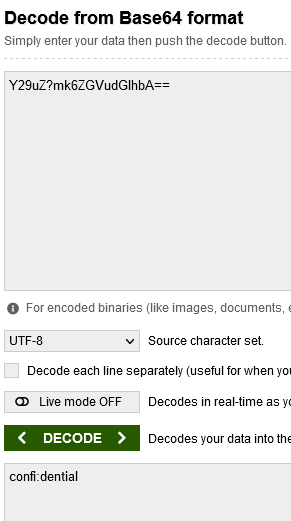 Decode from Base64 format
Simply enter your data then push the decode button.
Y29uZ?mk6ZGVudGlhbA==
For encoded binaries (like images, documents, e
UTF-8
Source character set.
Decode each line separately (useful for when you
Live mode OFF
Decodes in real-time as yo
DECODE
Decodes your data into the
confi:dential